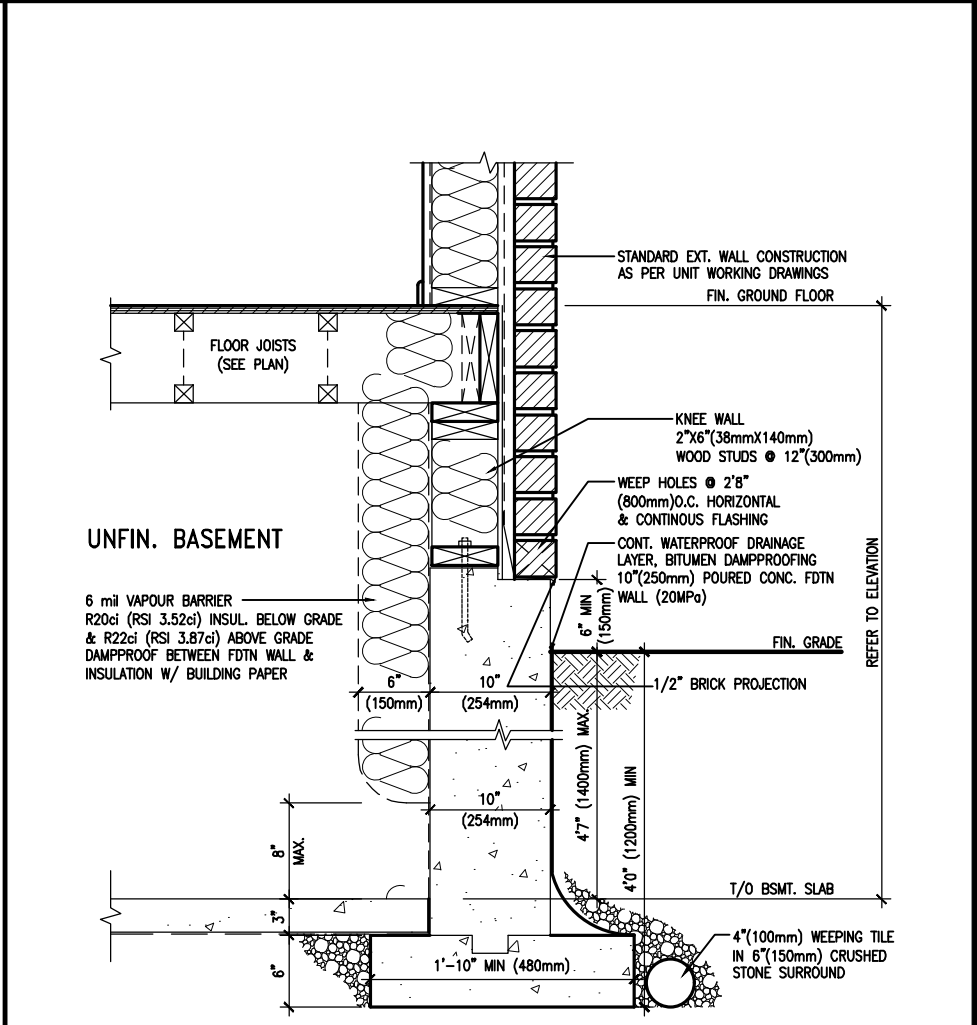 STANDARD EXT. WALL CONSTRUCTION
AS PER UNIT WORKING DRAWINGS
FIN. GROUND FLOOR
FLOOR JOISTS
(SEE PLAN)
KNEE WALL
2"X6"(38mmX140mm)
WOOD STUDS @ 12"(300mm)
WEEP HOLES @ 2'8"
(800mm)O.C. HORIZONTAL
& CONTINOUS FLASHING
UNFIN. BASEMENT
CONT. WATERPROOF DRAINAGE
LAYER, BITUMEN DAMPPROOFING
10"(250mm) POURED CONC. FDTN
WALL (20MPa)
6 mil VAPOUR BARRIER
R20ci (RSI 3.52ci) INSUL. BELOW GRADE
& R22ci (RSI 3.87ci) ABOVE GRADE
DAMPPROOF BETWEEN FDTN WALL &
INSULATION W/ BUILDING PAPER
6" MIN
(150mm)
REFER TO ELEVATION
FIN. GRADE
6"
(150mm)
10"
(254mm)
1/2" BRICK PROJECTION
10"
(254mm)
4'7" (1400mm) MAX.
4'0" (1200mm) MIN
8"
MAX.
T/O BSMT. SLAB
3"
6"
1'-10" MIN (480mm)
4"(100mm) WEEPING TILE
IN 6"(150mm) CRUSHED
STONE SURROUND